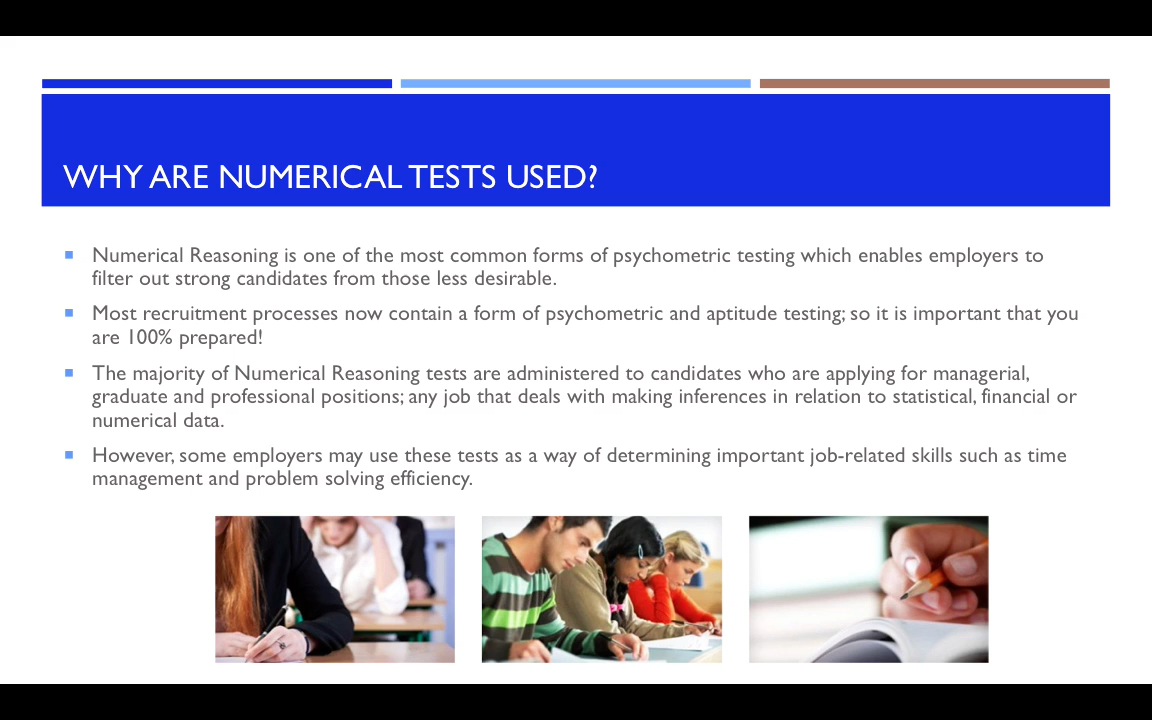 WHY ARE NUMERICAL TESTS USED?
Numerical Reasoning is one of the most common forms of psychometric testing which enables employers to
filter out strong candidates from those less desirable.
Most recruitment processes now contain a form of psychometric and aptitude testing; so it is important that you
are 100% prepared!
The majority of Numerical Reasoning tests are administered to candidates who are applying for managerial,
graduate and professional positions; any job that deals with making inferences in relation to statistical, financial or
numerical data.
However, some employers may use these tests as a way of determining important job-related skills such as time
management and problem solving efficiency.